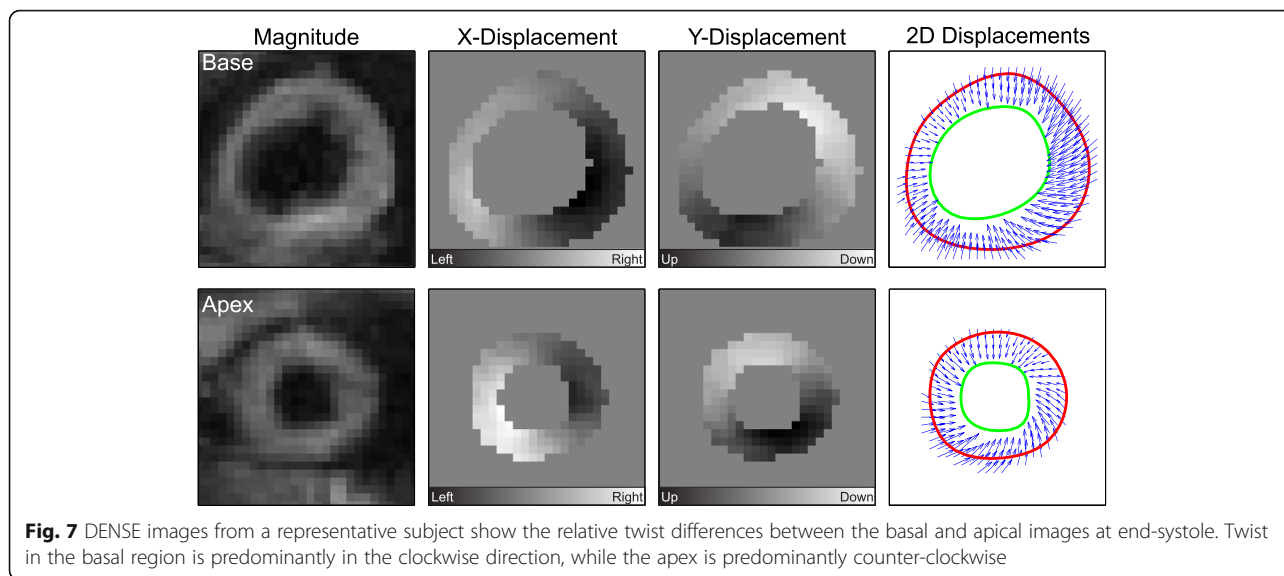 Magnitude X-Displacement Y-Displacement 2D Displacements
Base
Left Right Up Down
Apex
Left Right Up Down
Fig. 7 DENSE images from a representative subject show the relative twist differences between the basal and apical images at end-systole. Twist
in the basal region is predominantly in the clockwise direction, while the apex is predominantly counter-clockwise